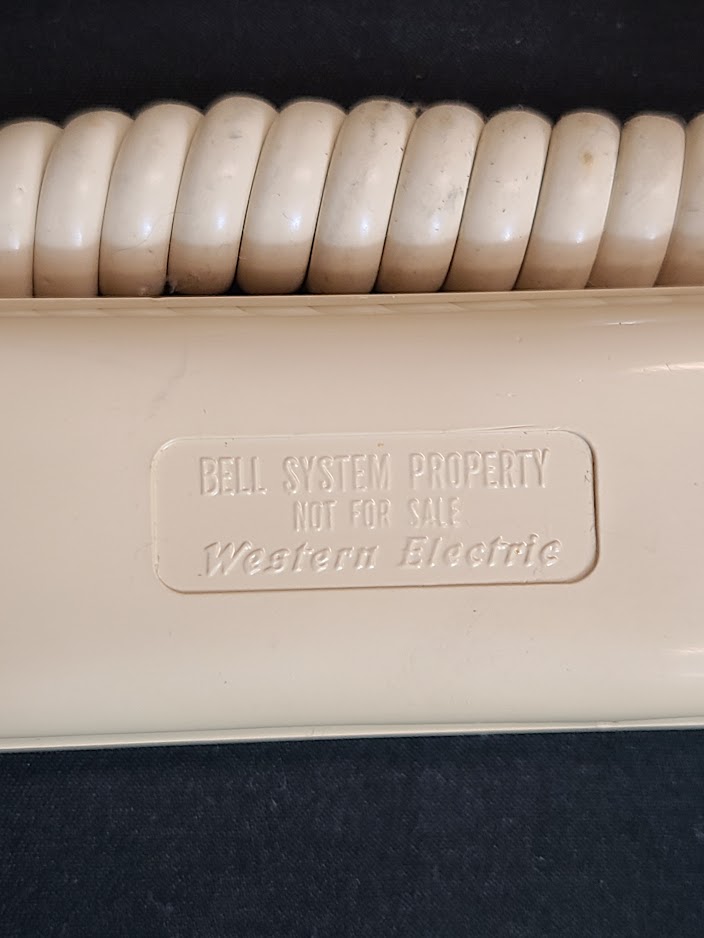 BELL SYSTEM PROPERTY
NOT FOR SALE
Western Electric